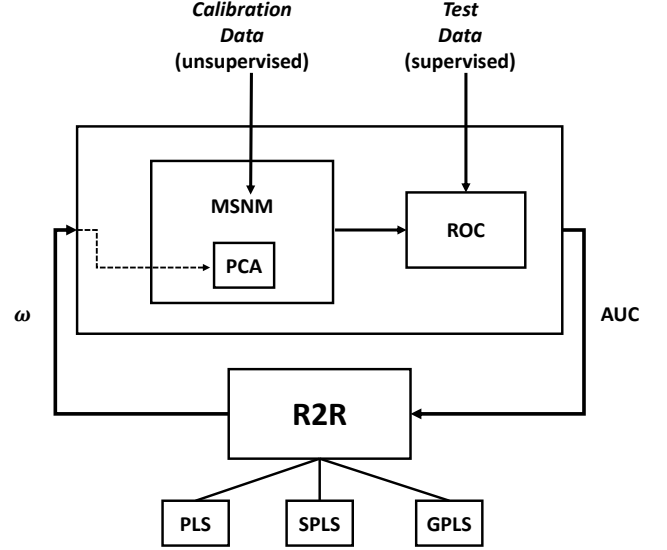 Calibration
Data
(unsupervised)
Test
Data
(supervised)
MSNM
PCA
ROC
ω
AUC
R2R
PLS
SPLS
GPLS